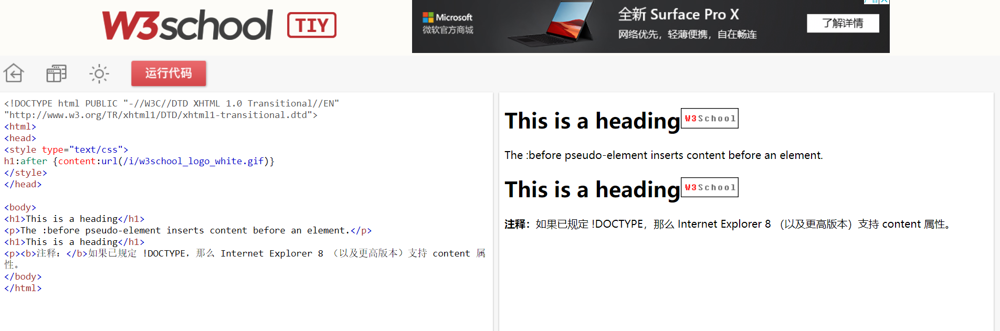 W3school TIY
Microsoft
微软官方商城
全新 Surface Pro X
网络优先，轻薄便携，自在畅连
了解详情
广告 X
运行代码
<!DOCTYPE html PUBLIC "-//W3C//DTD XHTML 1.0 Transitional//EN"
"http://www.w3.org/TR/xhtml1/DTD/xhtml1-transitional.dtd">
<html>
<head>
<style type="text/css">
h1:after {content:url(/i/w3school_logo_white.gif)}
</style>
</head>
<body>
<h1>This is a heading</h1>
<p>The :before pseudo-element inserts content before an element.</p>
<h1>This is a heading</h1>
<p><b>注释：</b>如果已规定 !DOCTYPE，那么 Internet Explorer 8 （以及更高版本）支持 content 属
性。
</body>
</html>
This is a heading W3School
The :before pseudo-element inserts content before an element.
This is a heading W3School
注释：如果已规定 !DOCTYPE，那么 Internet Explorer 8 （以及更高版本）支持 content 属性。